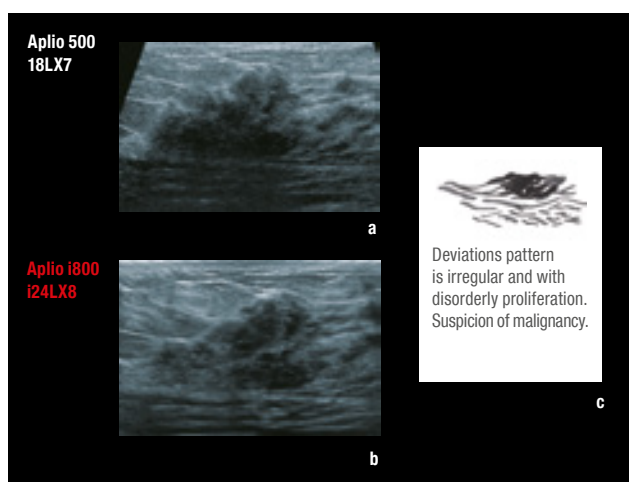 Aplio 500
18LX7
a
Aplio i800
i24LX8
b
Deviations pattern
is irregular and with
disorderly proliferation.
Suspicion of malignancy.
c